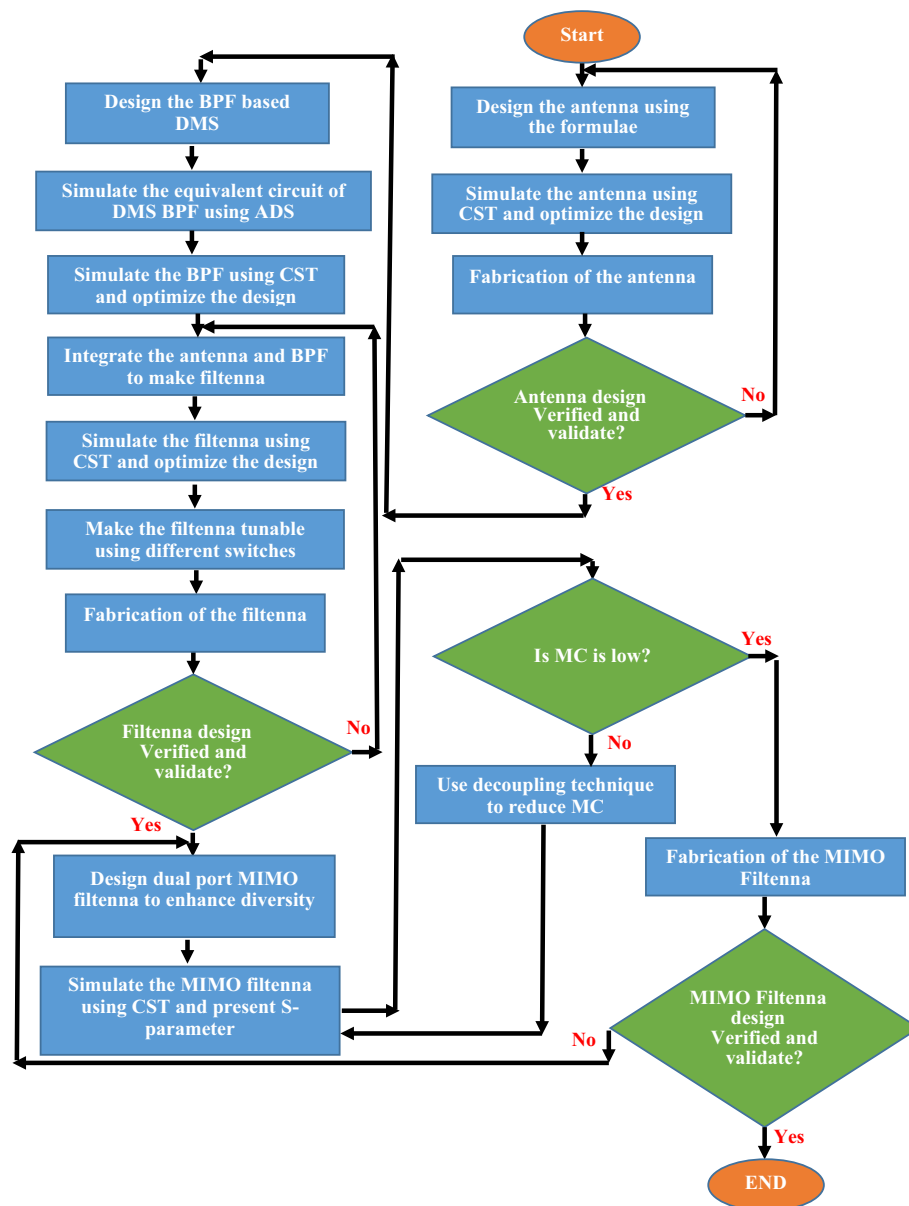 Start
Design the antenna using
the formulae
Simulate the antenna using
CST and optimize the design
Fabrication of the antenna
Antenna design
Verified and
validate?
No
Yes
Design the BPF based
DMS
Simulate the equivalent circuit of
DMS BPF using ADS
Simulate the BPF using CST
and optimize the design
Integrate the antenna and BPF
to make filtenna
Simulate the filtenna using
CST and optimize the design
Make the filtenna tunable
using different switches
Fabrication of the filtenna
Filtenna design
Verified and
validate?
No
Yes
Design dual port MIMO
filtenna to enhance diversity
Simulate the MIMO filtenna
using CST and present S-
parameter
Is MC is low?
Yes
No
Use decoupling technique
to reduce MC
Fabrication of the MIMO
Filtenna
MIMO Filtenna
design
Verified and
validate?
No
Yes
END